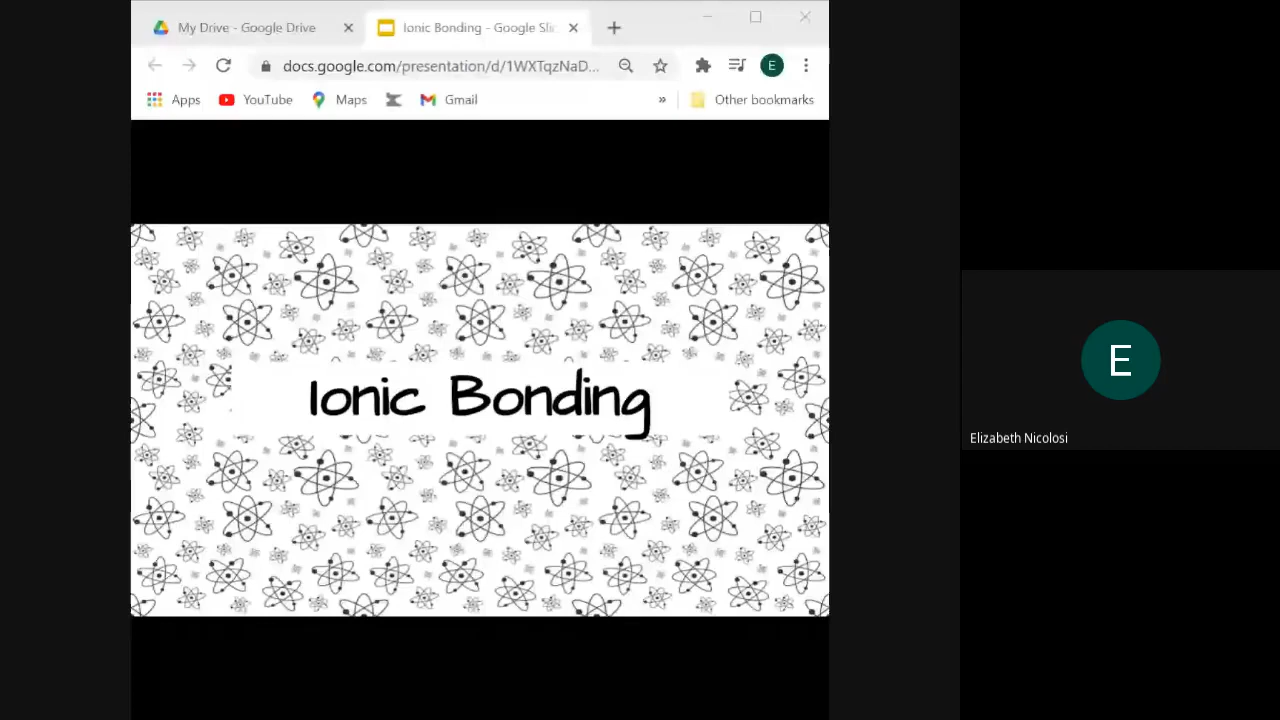 My Drive - Google Drive
Ionic Bonding - Google Slic
docs.google.com/presentation/d/1WXTqzNaD...
E
Apps
YouTube
Maps
Gmail
»
Other bookmarks
Ionic Bonding
E
Elizabeth Nicolosi